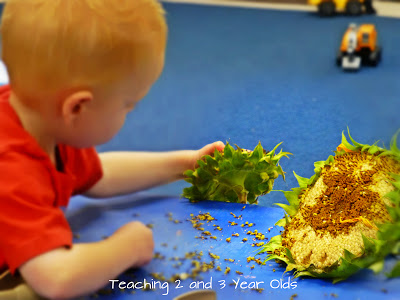 Teaching 2 and 3 Year Olds